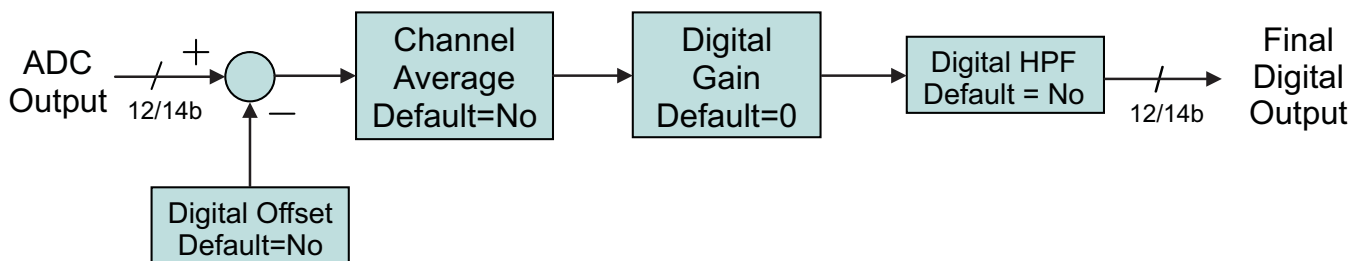 ADC
Output
+
12/14b
—
Digital Offset
Default=No
Channel
Average
Default=No
Digital
Gain
Default=0
Digital HPF
Default = No
12/14b
Final
Digital
Output